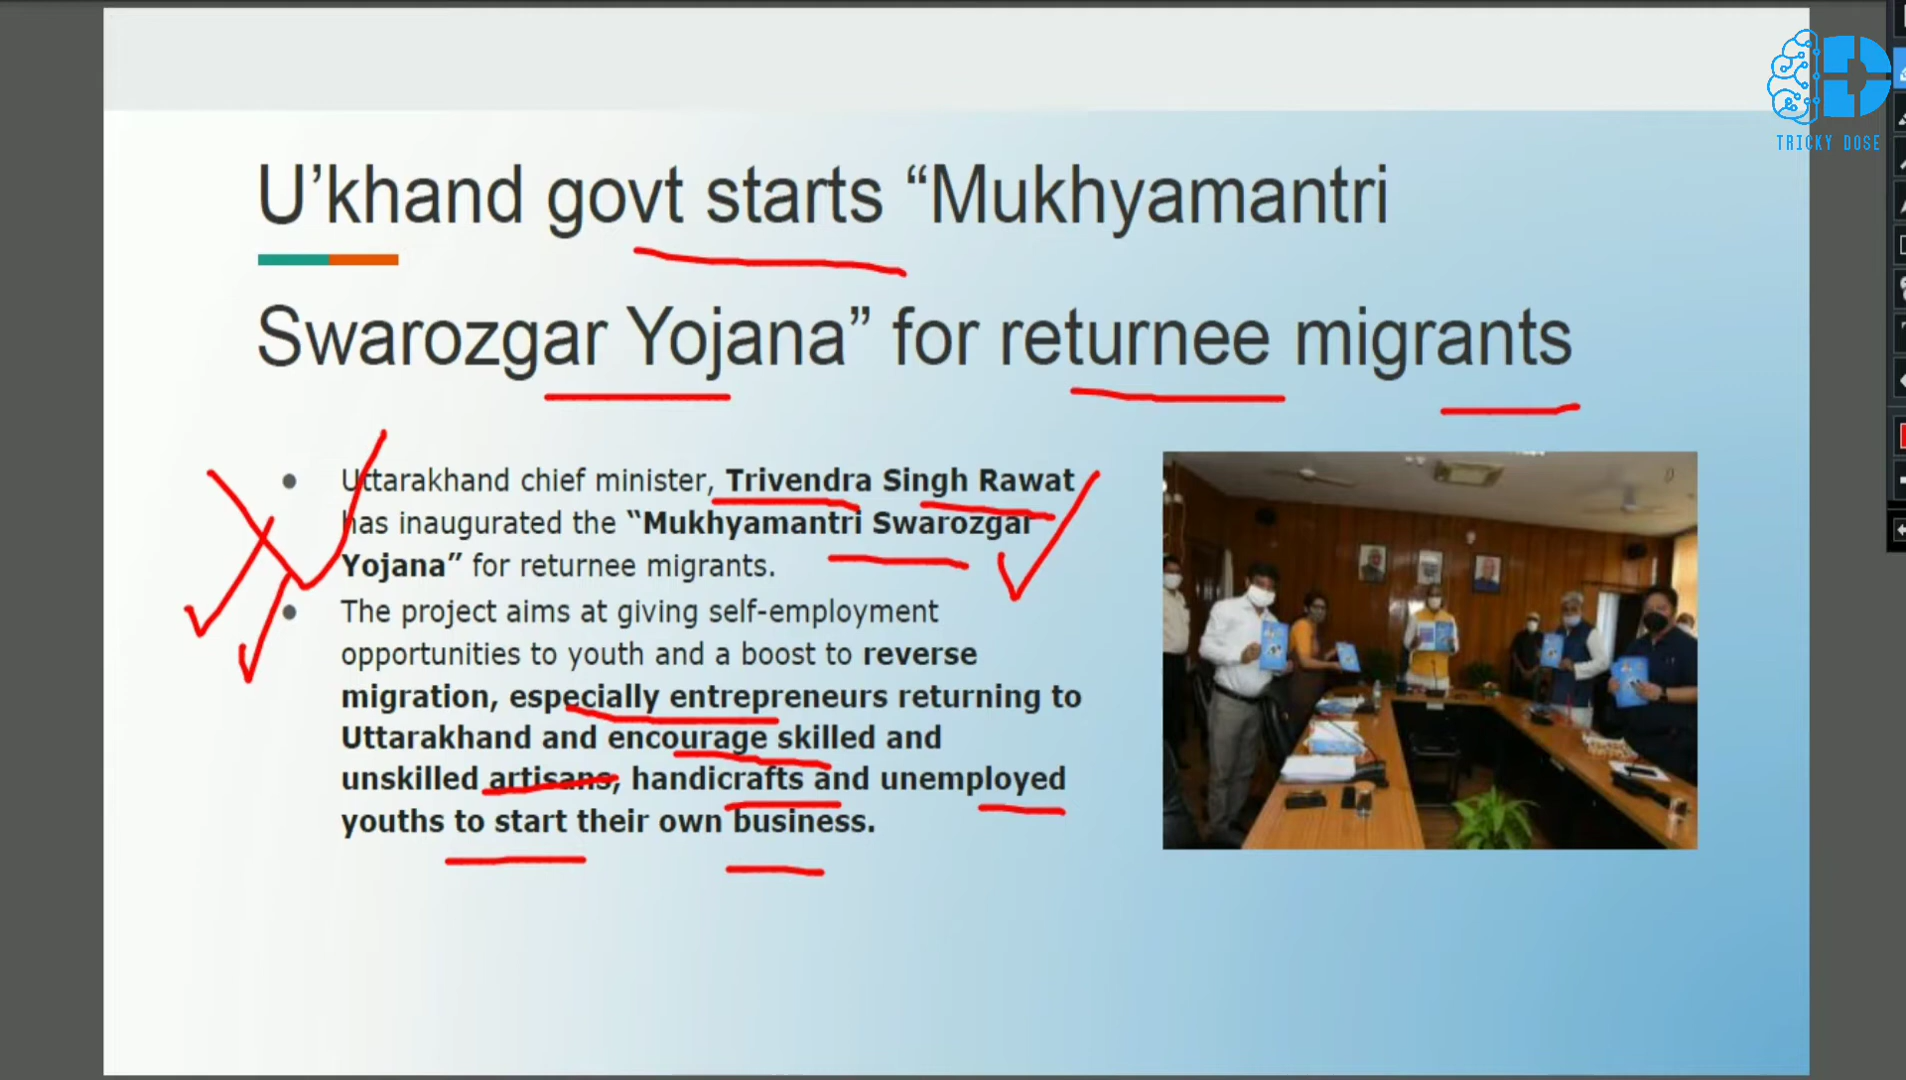 TRICKY DOSE
U’khand govt starts “Mukhyamantri
Swarozgar Yojana” for returnee migrants
● Uttarakhand chief minister, Trivendra Singh Rawat
has inaugurated the “Mukhyamantri Swarozgar
Yojana” for returnee migrants.
● The project aims at giving self-employment
opportunities to youth and a boost to reverse
migration, especially entrepreneurs returning to
Uttarakhand and encourage skilled and
unskilled artisans, handicrafts and unemployed
youths to start their own business.